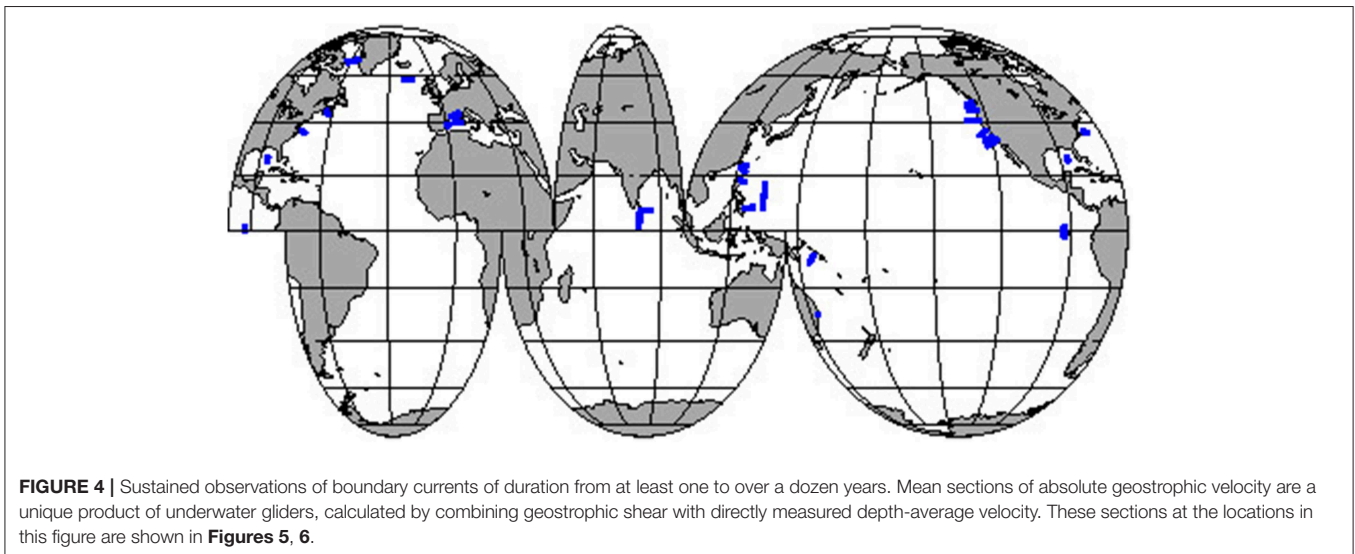 FIGURE 4 | Sustained observations of boundary currents of duration from at least one to over a dozen years. Mean sections of absolute geostrophic velocity are a
unique product of underwater gliders, calculated by combining geostrophic shear with directly measured depth-average velocity. These sections at the locations in
this figure are shown in Figures 5, 6.